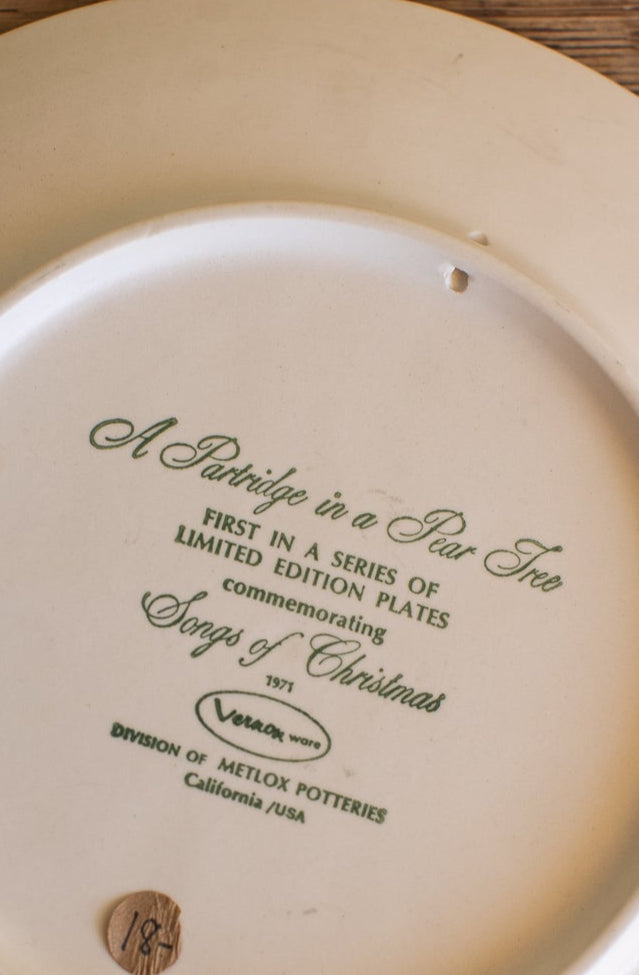 A Partridge in a Pear Tree
FIRST IN A SERIES OF
LIMITED EDITION PLATES
commemorating
Songs of Christmas
1971
Vernon ware
DIVISION OF METLOX POTTERIES
California /USA
18-